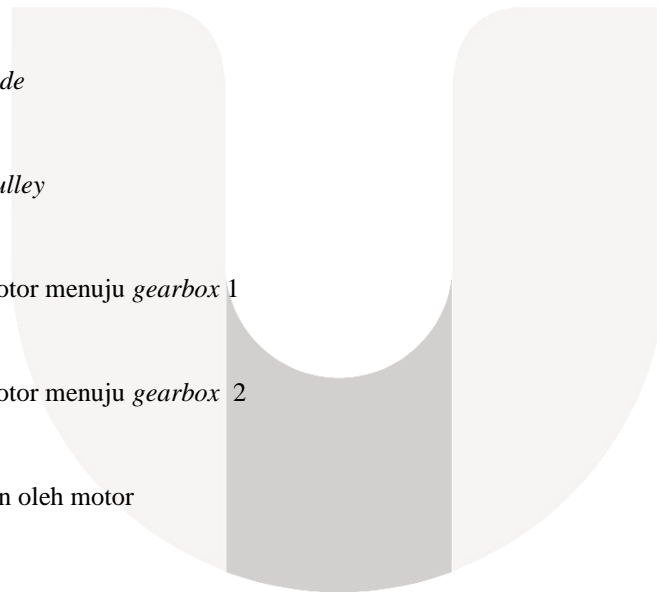 de
ulley
otor menuju gearbox 1
otor menuju gearbox 2
n oleh motor